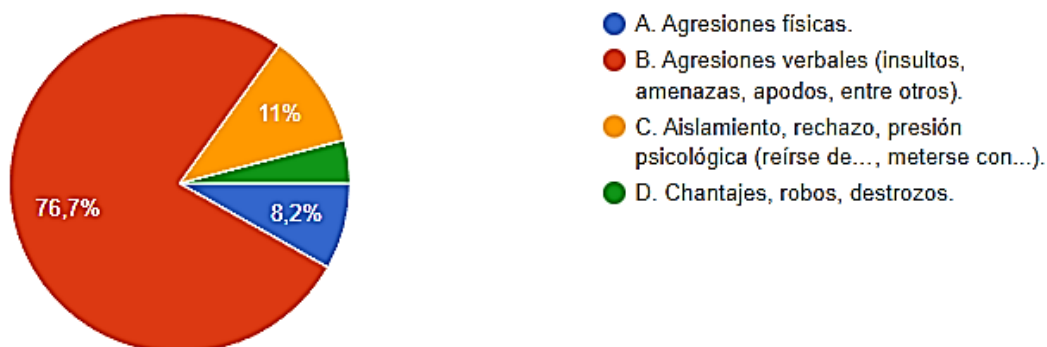 11%
76,7%
8,2%
A. Agresiones físicas.
B. Agresiones verbales (insultos,
amenazas, apodos, entre otros).
C. Aislamiento, rechazo, presión
psicológica (reírse de..., meterse con...).
D. Chantajes, robos, destrozos.